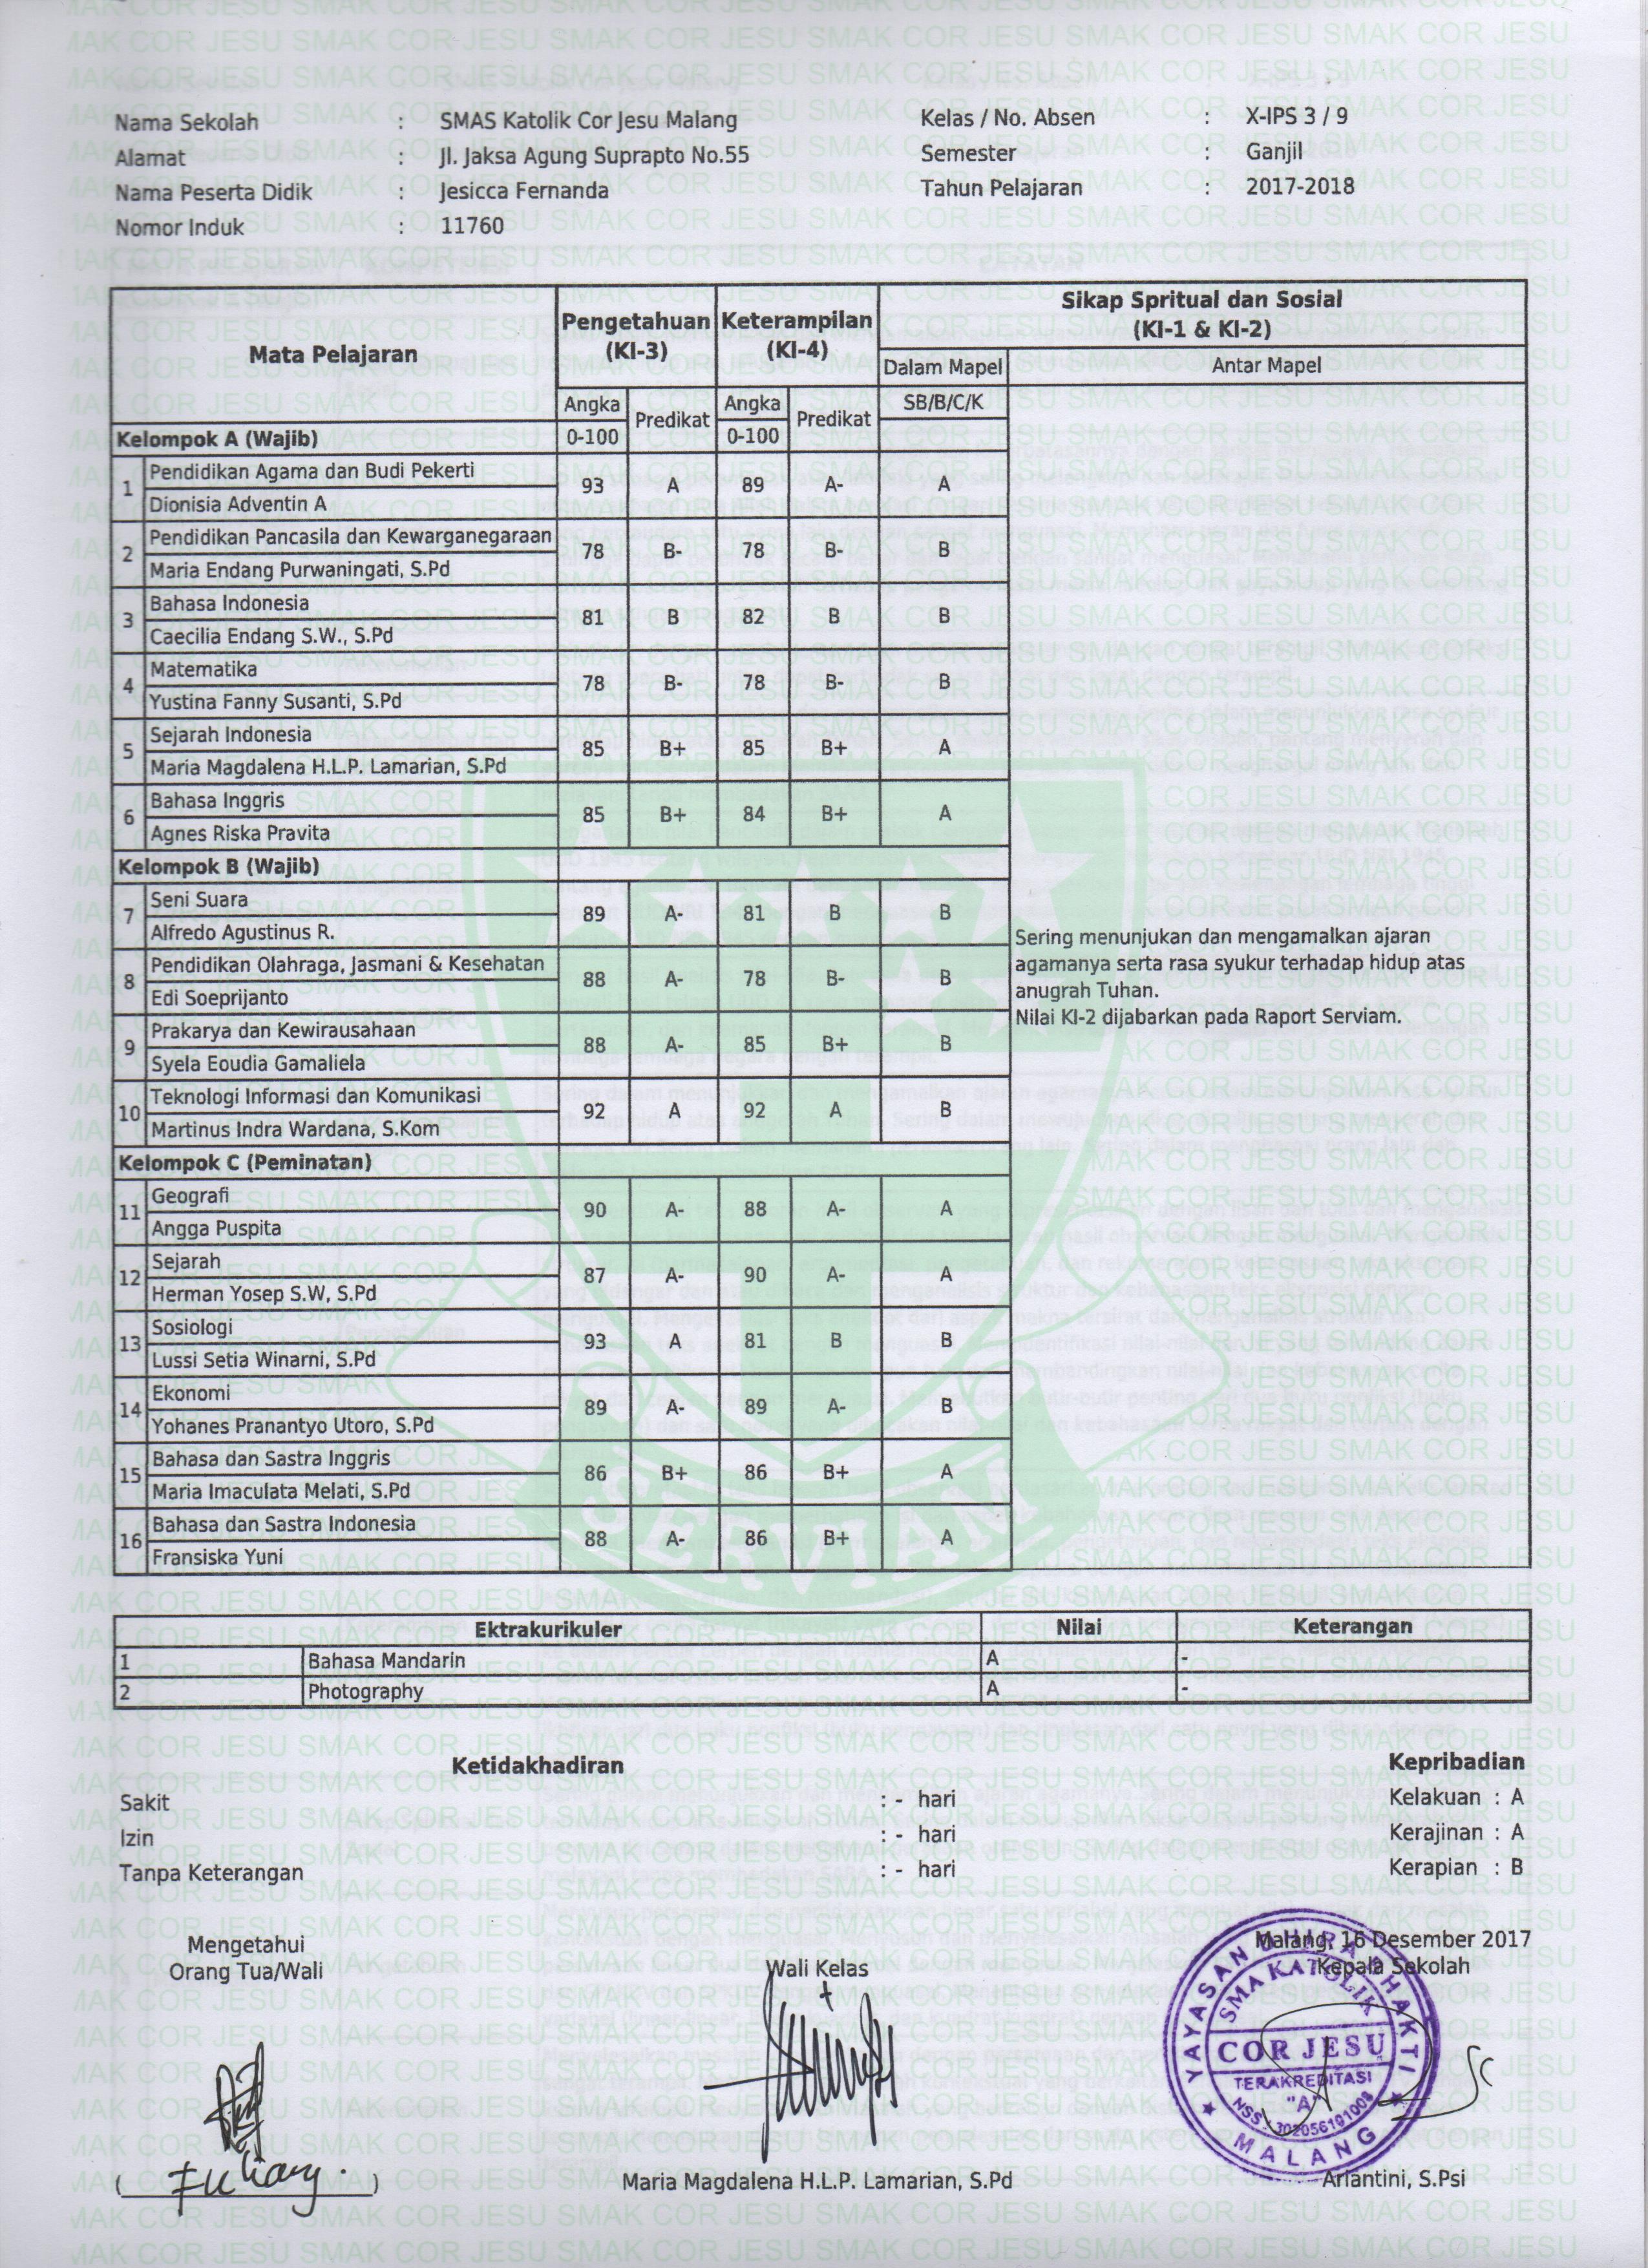 Nama Sekolah : SMAS Katolik Cor Jesu Malang Kelas / No. Absen : X-IPS 3 / 9
Alamat : Jl. Jaksa Agung Suprapto No.55 Semester : Ganjil
Nama Peserta Didik : Jesicca Fernanda Tahun Pelajaran : 2017-2018
Nomor Induk : 11760
Mata Pelajaran Pengetahuan (KI-3) Keterampilan (KI-4) Sikap Spritual dan Sosial (KI-1 & KI-2)
Dalam Mapel Antar Mapel
Angka Predikat Angka Predikat SB/B/C/K
Kelompok A (Wajib) 0-100 0-100
1 Pendidikan Agama dan Budi Pekerti 93 A 89 A- A
Dionisia Adventin A
2 Pendidikan Pancasila dan Kewarganegaraan 78 B- 78 B- B
Maria Endang Purwaningati, S.Pd
3 Bahasa Indonesia 81 B 82 B B
Caecilia Endang S.W., S.Pd
4 Matematika 78 B- 78 B- B
Yustina Fanny Susanti, S.Pd
5 Sejarah Indonesia 85 B+ 85 B+ A
Maria Magdalena H.L.P. Lamarian, S.Pd
6 Bahasa Inggris 85 B+ 84 B+ A
Agnes Riska Pravita
Kelompok B (Wajib)
7 Seni Suara 89 A- 81 B B
Alfredo Agustinus R.
8 Pendidikan Olahraga, Jasmani & Kesehatan 88 A- 78 B- B
Edi Soeprijanto
9 Prakarya dan Kewirausahaan 88 A- 85 B+ B
Syela Eoudia Gamaliela
10 Teknologi Informasi dan Komunikasi 92 A 92 A B
Martinus Indra Wardana, S.Kom
Kelompok C (Peminatan)
11 Geografi 90 A- 88 A- A
Angga Puspita
12 Sejarah 87 A- 90 A- A
Herman Yosep S.W, S.Pd
13 Sosiologi 93 A 81 B B
Lussi Setia Winarni, S.Pd
14 Ekonomi 89 A- 89 A- B
Yohanes Pranantyo Utoro, S.Pd
15 Bahasa dan Sastra Inggris 86 B+ 86 B+ A
Maria Imaculata Melati, S.Pd
16 Bahasa dan Sastra Indonesia 88 A- 86 B+ A
Fransiska Yuni
Sering menunjukan dan mengamalkan ajaran
agamanya serta rasa syukur terhadap hidup atas
anugrah Tuhan.
Nilai KI-2 dijabarkan pada Raport Serviam.
SERVIAM
Ektrakurikuler Nilai Keterangan
1 Bahasa Mandarin A -
2 Photography A -
Ketidakhadiran Kepribadian
Sakit : - hari Kelakuan : A
Izin : - hari Kerajinan : A
Tanpa Keterangan : - hari Kerapian : B
Malang, 16 Desember 2017
Mengetahui
Orang Tua/Wali Wali Kelas Kepala Sekolah
YAYASAN BHIRA BHAKTI
SMA KATOLIK
COR JESU
TERAKREDITASI
"A"
MALANG
( ) Maria Magdalena H.L.P. Lamarian, S.Pd Ariantini, S.Psi